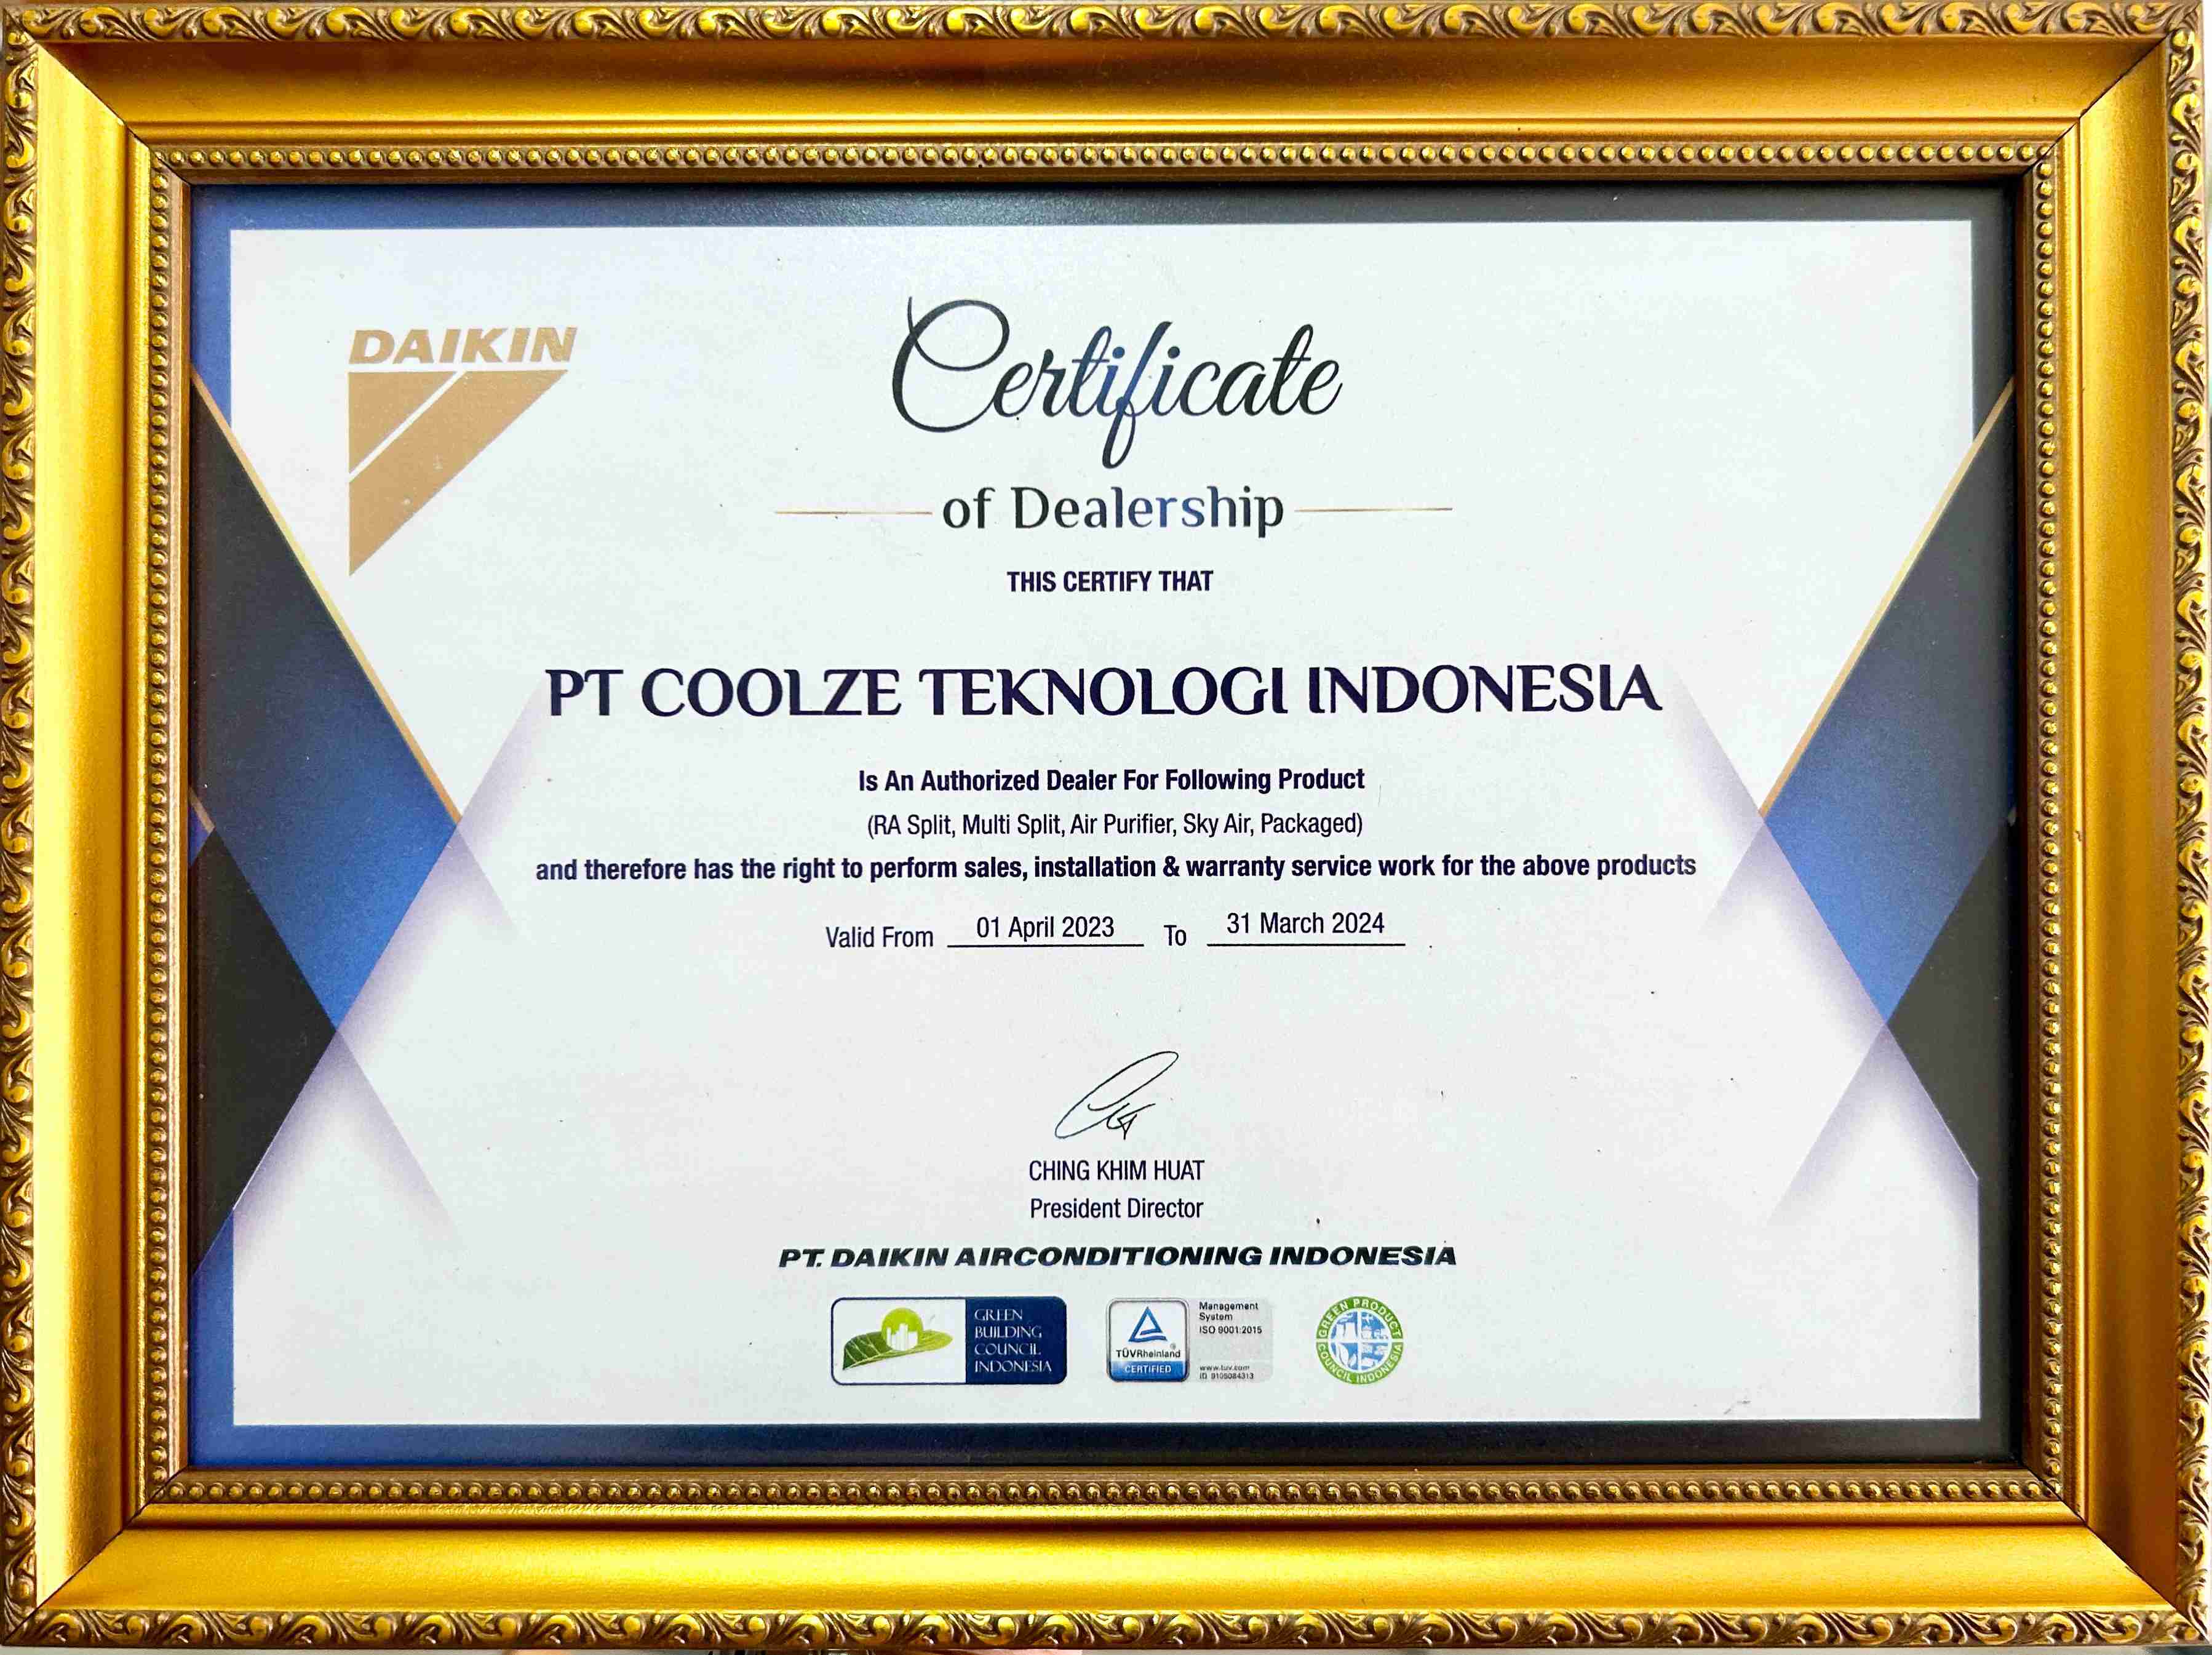 DAIKIN
Certificate
of Dealership
THIS CERTIFY THAT
PT COOLZE TEKNOLOGI INDONESIA
Is An Authorized Dealer For Following Product
(RA Split, Multi Split, Air Purifier, Sky Air, Packaged)
and therefore has the right to perform sales, installation & warranty service work for the above products
Valid From 01 April 2023 To 31 March 2024
CHING KHIM HUAT
President Director
PT. DAIKIN AIRCONDITIONING INDONESIA
GREEN
BUILDING
COUNCIL
INDONESIA
TÜVRheinland®
CERTIFIED
Management
System
ISO 9001:2015
www.tuv.com
ID 9105084313
GREEN PRODUCT
COUNCIL INDONESIA